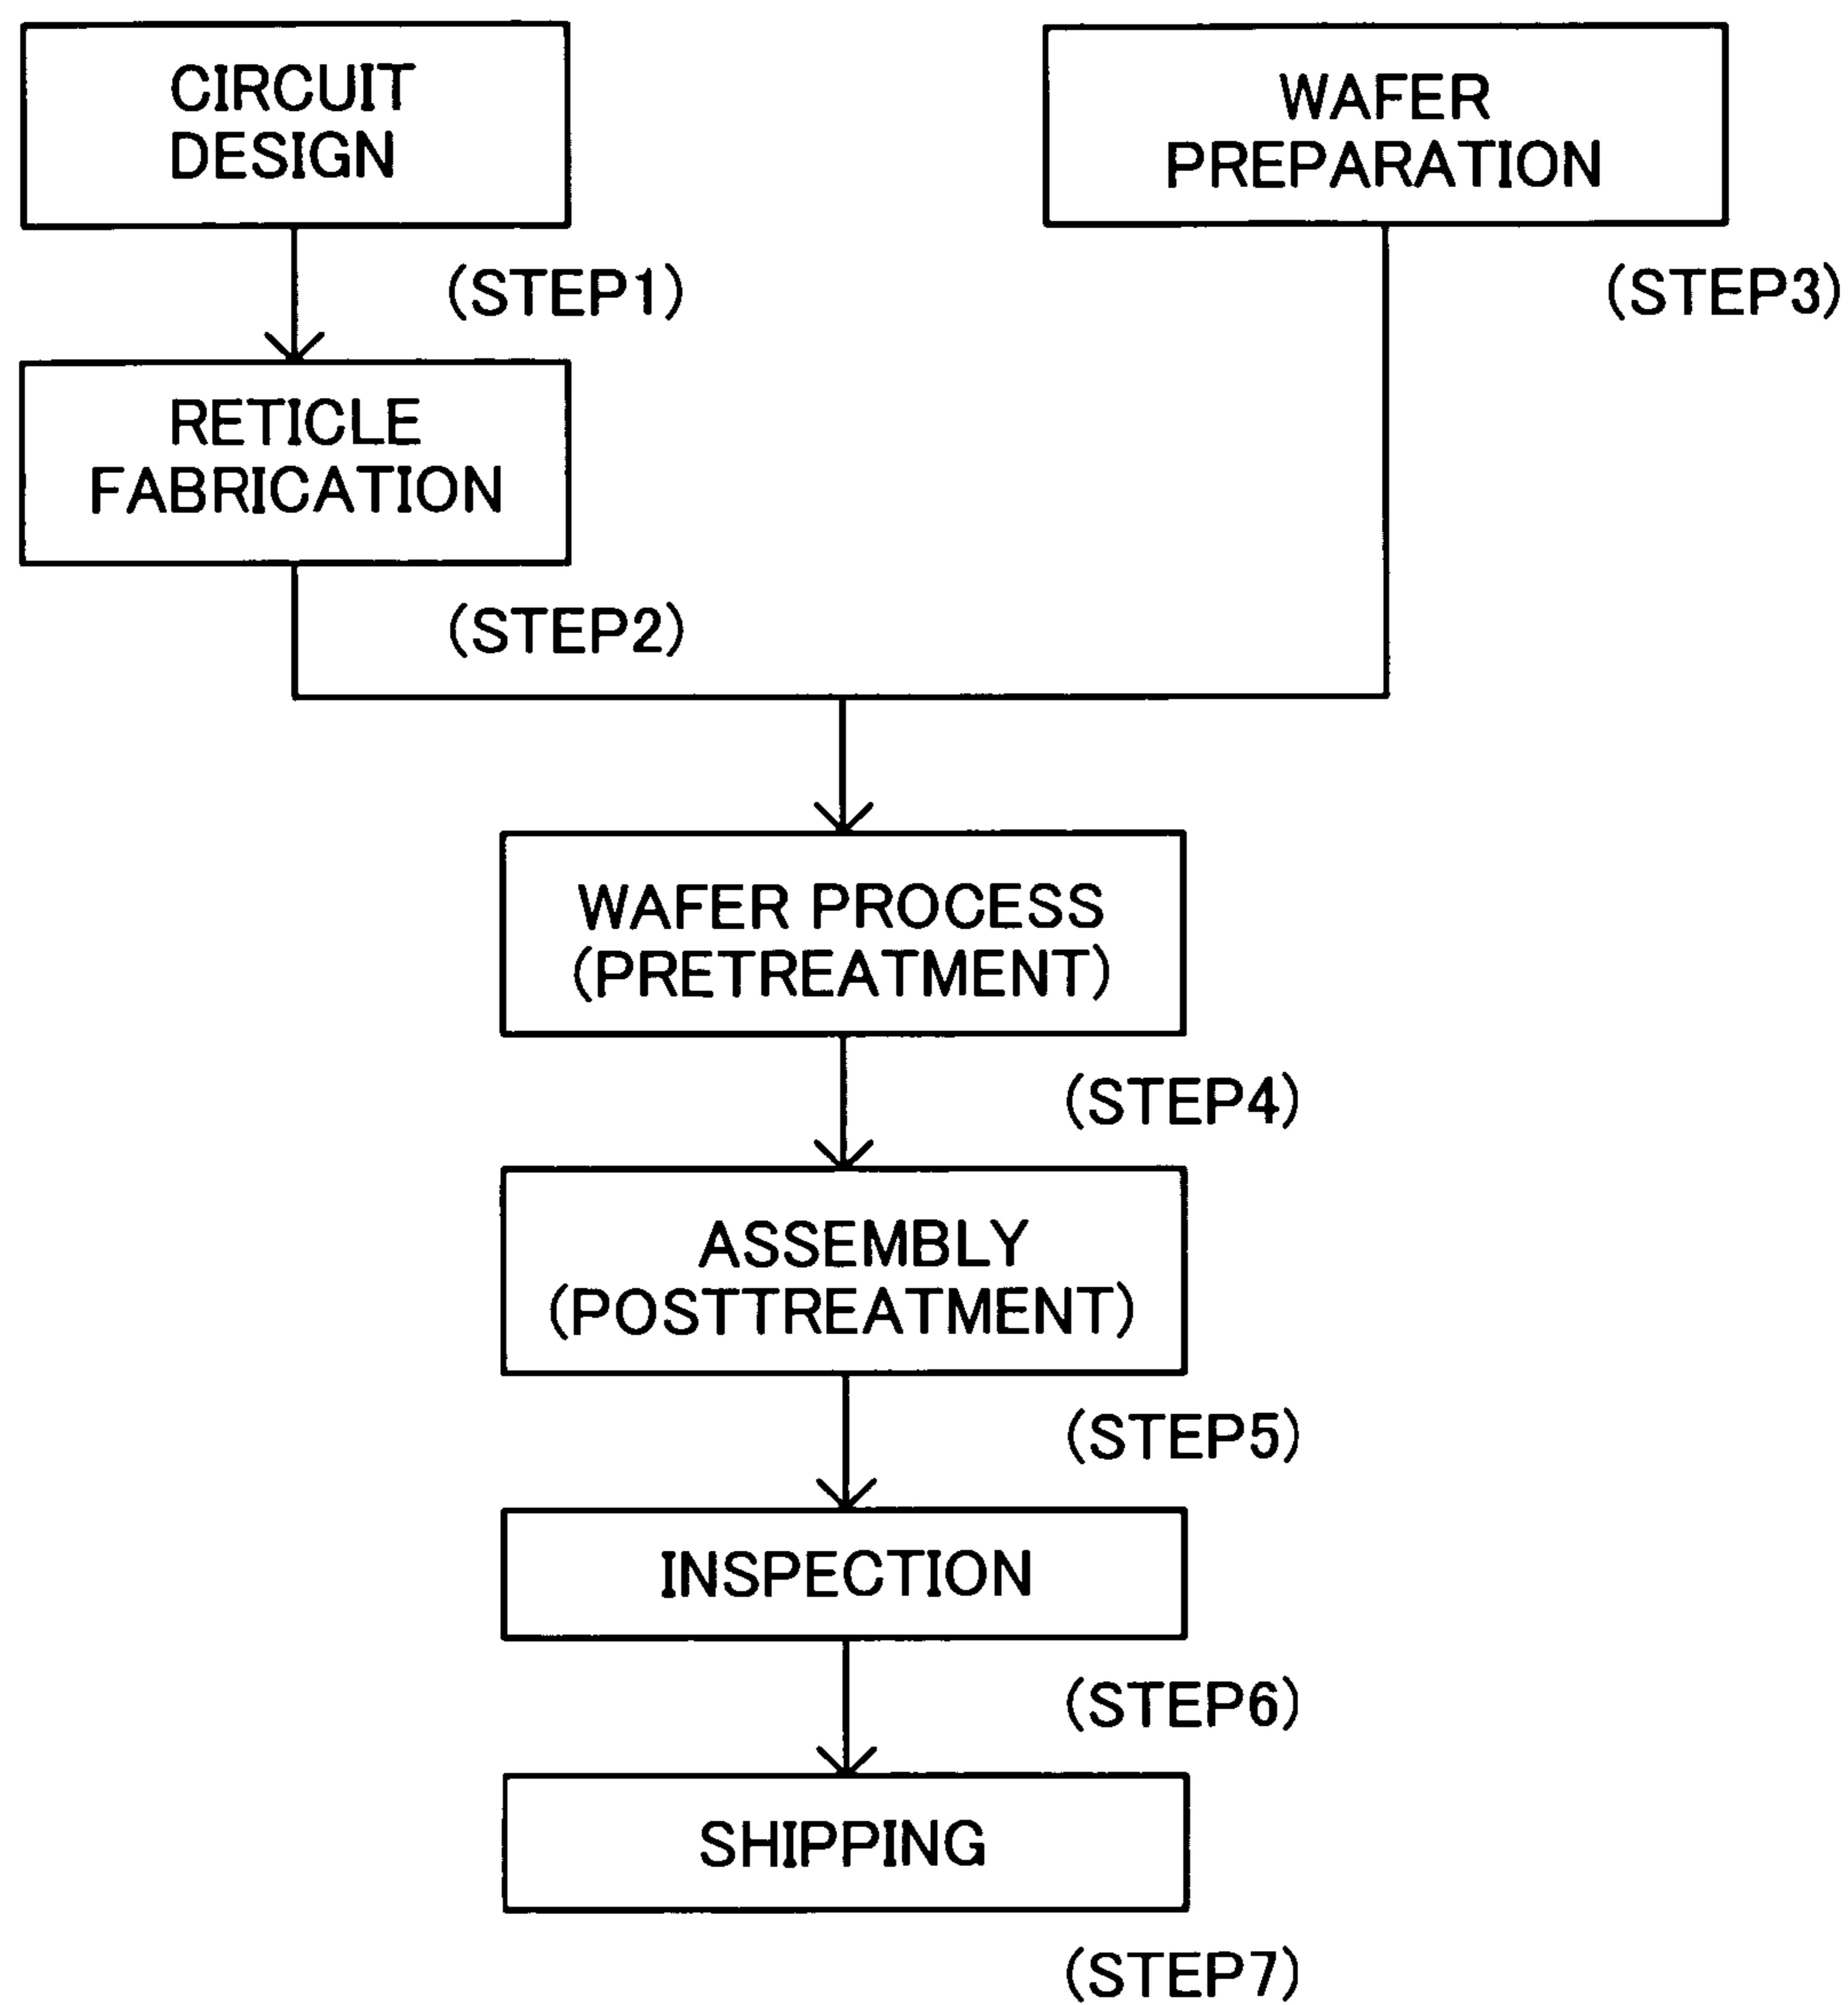 CIRCUIT
DESIGN
(STEP1)
RETICLE
FABRICATION
(STEP2)
WAFER
PREPARATION
(STEP3)
WAFER PROCESS
(PRETREATMENT)
(STEP4)
ASSEMBLY
(POSTTREATMENT)
(STEP5)
INSPECTION
(STEP6)
SHIPPING
(STEP7)